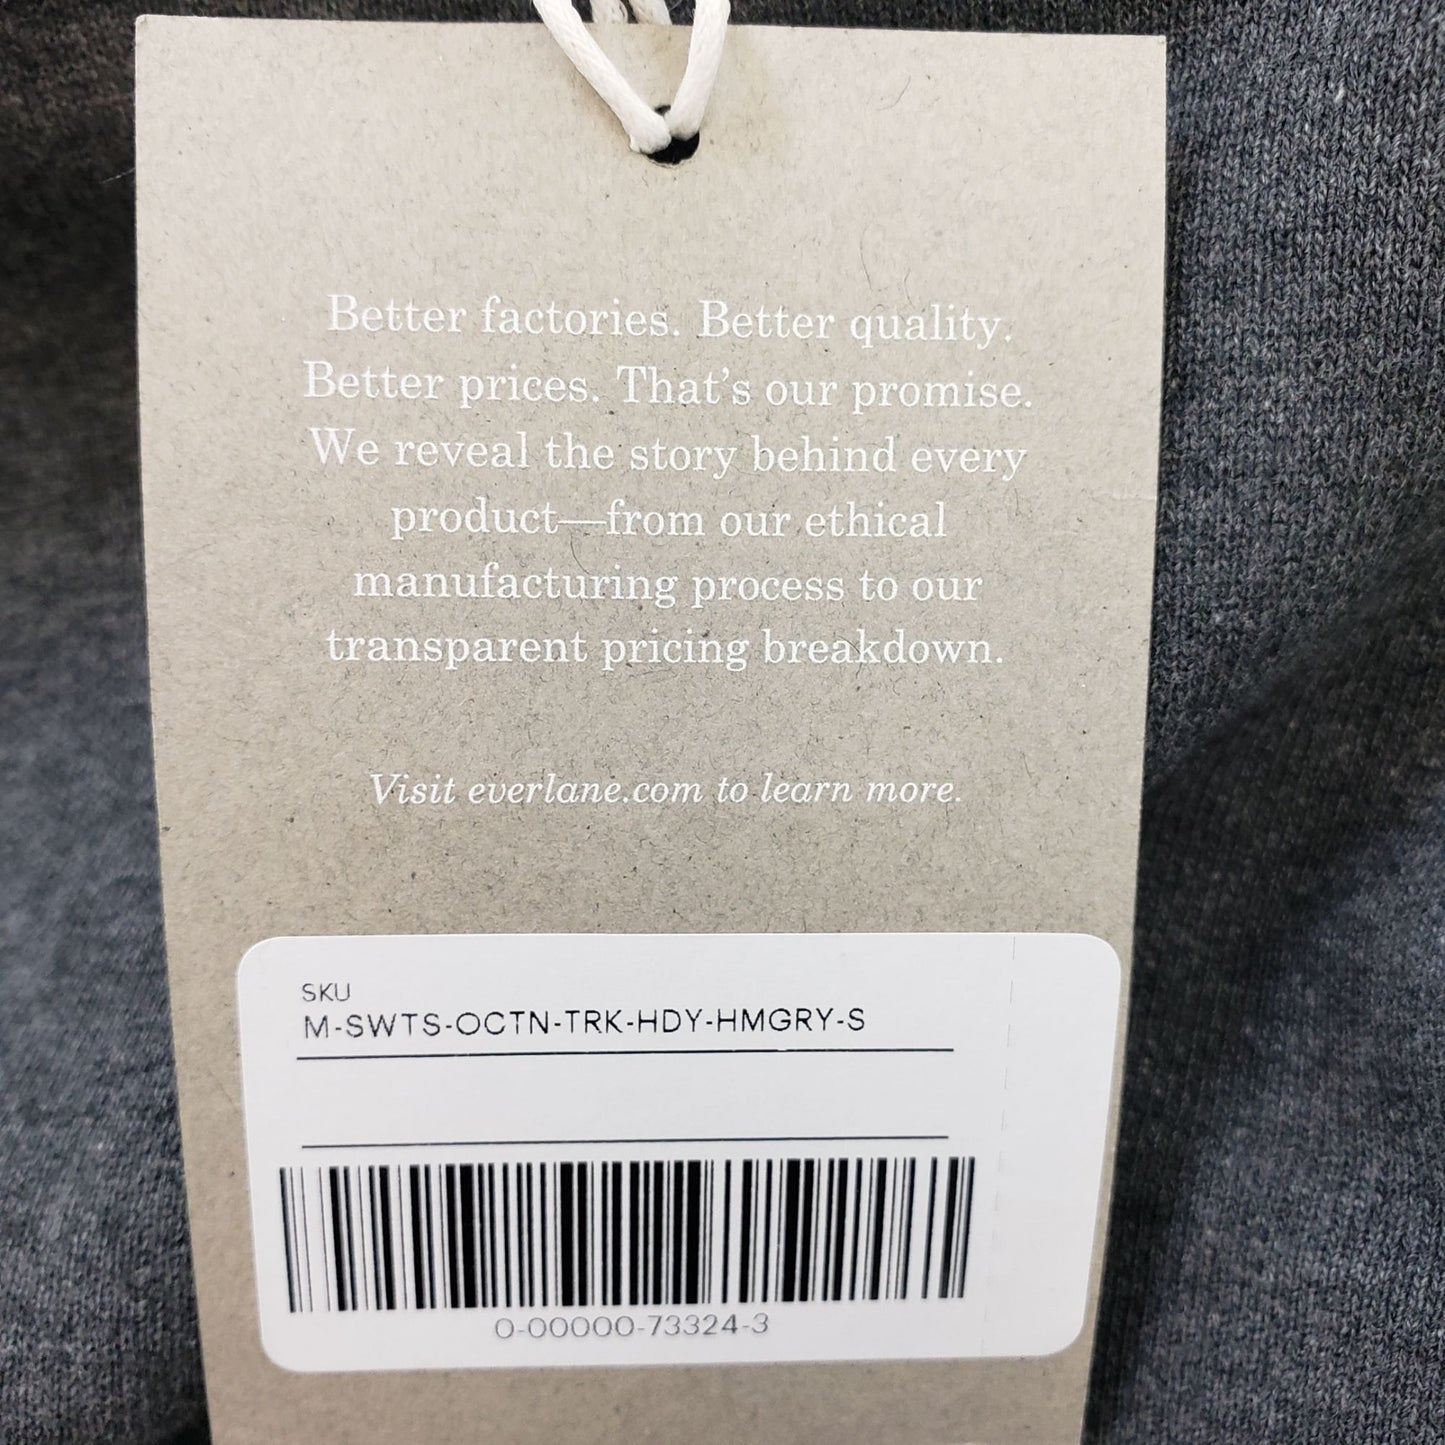 Better factories. Better quality.
Better prices. That's our promise.
We reveal the story behind every
product—from our ethical
manufacturing process to our
transparent pricing breakdown.
Visit everlane.com to learn more.
SKU
M-SWTS-OCTN-TRK-HDY-HMGRY-S
0-00000-73324-3